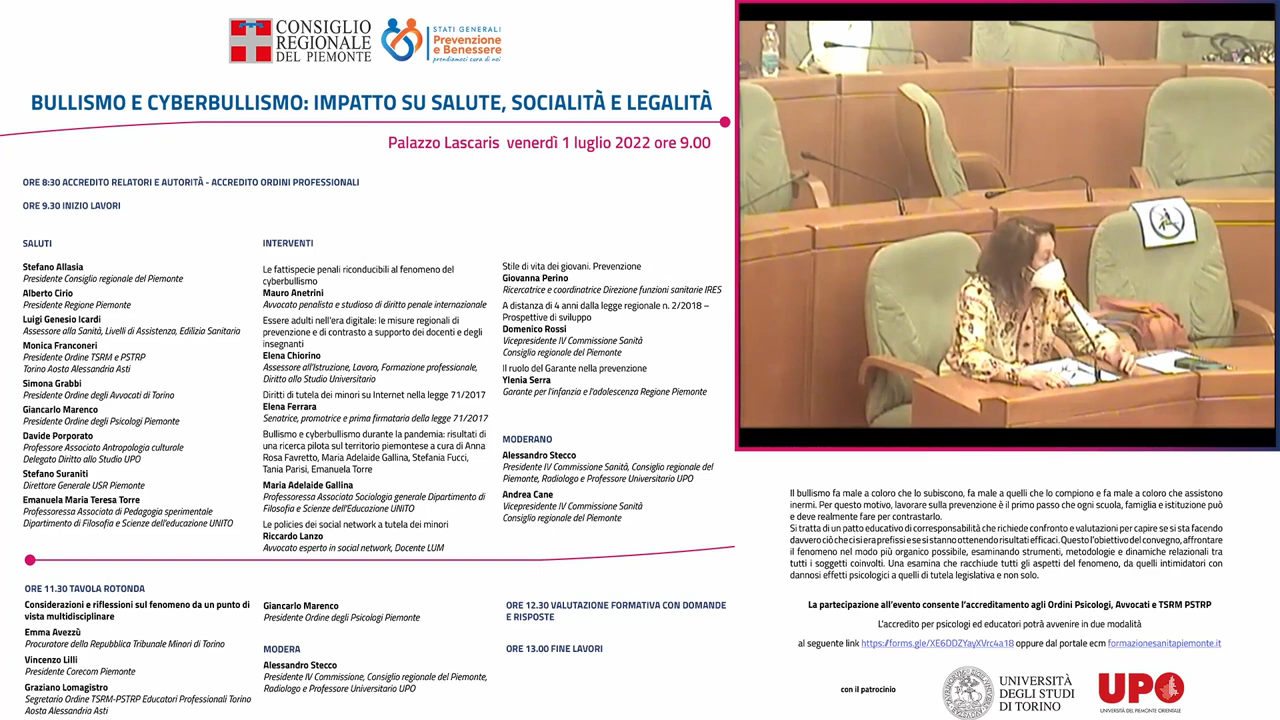 CONSIGLIO
REGIONALE
DEL PIEMONTE
STATI GENERALI
Prevenzione
e Benessere
prendiamoci cura di noi
BULLISMO E CYBERBULLISMO: IMPATTO SU SALUTE, SOCIALITÀ E LEGALITÀ
Palazzo Lascaris venerdì 1 luglio 2022 ore 9.00
ORE 8:30 ACCREDITO RELATORI E AUTORITÀ - ACCREDITO ORDINI PROFESSIONALI
ORE 9.30 INIZIO LAVORI
SALUTI
Stefano Allasia
Presidente Consiglio regionale del Piemonte
Alberto Cirio
Presidente Regione Piemonte
Luigi Genesio Icardi
Assessore alla Sanità, Livelli di Assistenza, Edilizia Sanitaria
Monica Franconeri
Presidente Ordine TSRM e PSTRP
Torino Aosta Alessandria Asti
Simona Grabbi
Presidente Ordine degli Avvocati di Torino
Giancarlo Marenco
Presidente Ordine degli Psicologi Piemonte
Davide Porporato
Professore Associato Antropologia culturale
Delegato Diritto allo Studio UPO
Stefano Suraniti
Direttore Generale USR Piemonte
Emanuela Maria Teresa Torre
Professoressa Associata di Pedagogia sperimentale
Dipartimento di Filosofia e Scienze dell'educazione UNITO
INTERVENTI
Le fattispecie penali riconducibili al fenomeno del
cyberbullismo
Mauro Anetrini
Avvocato penalista e studioso di diritto penale internazionale
Essere adulti nell'era digitale: le misure regionali di
prevenzione e di contrasto a supporto dei docenti e degli
insegnanti
Elena Chiorino
Assessore all'Istruzione, Lavoro, Formazione professionale,
Diritto allo Studio Universitario
Diritti di tutela dei minori su Internet nella legge 71/2017
Elena Ferrara
Senatrice, promotrice e prima firmataria della legge 71/2017
Bullismo e cyberbullismo durante la pandemia: risultati di
una ricerca pilota sul territorio piemontese a cura di Anna
Rosa Favretto, Maria Adelaide Gallina, Stefania Fucci,
Tania Parisi, Emanuela Torre
Maria Adelaide Gallina
Professoressa Associata Sociologia generale Dipartimento di
Filosofia e Scienze dell'Educazione UNITO
Le policies dei social network a tutela dei minori
Riccardo Lanzo
Avvocato esperto in social network, Docente LUM
Stile di vita dei giovani. Prevenzione
Giovanna Perino
Ricercatrice e coordinatrice Direzione funzioni sanitarie IRES
A distanza di 4 anni dalla legge regionale n. 2/2018 –
Prospettive di sviluppo
Domenico Rossi
Vicepresidente IV Commissione Sanità
Consiglio regionale del Piemonte
Il ruolo del Garante nella prevenzione
Ylenia Serra
Garante per l'infanzia e l'adolescenza Regione Piemonte
MODERANO
Alessandro Stecco
Presidente IV Commissione Sanità, Consiglio regionale del
Piemonte, Radiologo e Professore Universitario UPO
Andrea Cane
Vicepresidente IV Commissione Sanità
Consiglio regionale del Piemonte
ORE 11.30 TAVOLA ROTONDA
Considerazioni e riflessioni sul fenomeno da un punto di
vista multidisciplinare
Emma Avezzù
Procuratore della Repubblica Tribunale Minori di Torino
Vincenzo Lilli
Presidente Corecom Piemonte
Graziano Lomagistro
Segretario Ordine TSRM-PSTRP Educatori Professionali Torino
Aosta Alessandria Asti
Giancarlo Marenco
Presidente Ordine degli Psicologi Piemonte
MODERA
Alessandro Stecco
Presidente IV Commissione, Consiglio regionale del Piemonte,
Radiologo e Professore Universitario UPO
ORE 12.30 VALUTAZIONE FORMATIVA CON DOMANDE
E RISPOSTE
ORE 13.00 FINE LAVORI
Il bullismo fa male a coloro che lo subiscono, fa male a quelli che lo compiono e fa male a coloro che assistono
inermi. Per questo motivo, lavorare sulla prevenzione è il primo passo che ogni scuola, famiglia e istituzione può
e deve realmente fare per contrastarlo.
Si tratta di un patto educativo di corresponsabilità che richiede confronto e valutazioni per capire se si sta facendo
davvero ciò che ci si era prefissi e se si stanno ottenendo risultati efficaci. Questo l'obiettivo del convegno, affrontare
il fenomeno nel modo più organico possibile, esaminando strumenti, metodologie e dinamiche relazionali tra
tutti i soggetti coinvolti. Una esamina che racchiude tutti gli aspetti del fenomeno, da quelli intimidatori con
dannosi effetti psicologici a quelli di tutela legislativa e non solo.
La partecipazione all'evento consente l'accreditamento agli Ordini Psicologi, Avvocati e TSRM PSTRP
L'accredito per psicologi ed educatori potrà avvenire in due modalità
al seguente link https://forms.gle/XE6DDZYayXVrc4a18 oppure dal portale ecm formazionesanitapiemonte.it
con il patrocinio
UNIVERSITÀ
DEGLI STUDI
DI TORINO
UPO
UNIVERSITÀ DEL PIEMONTE ORIENTALE